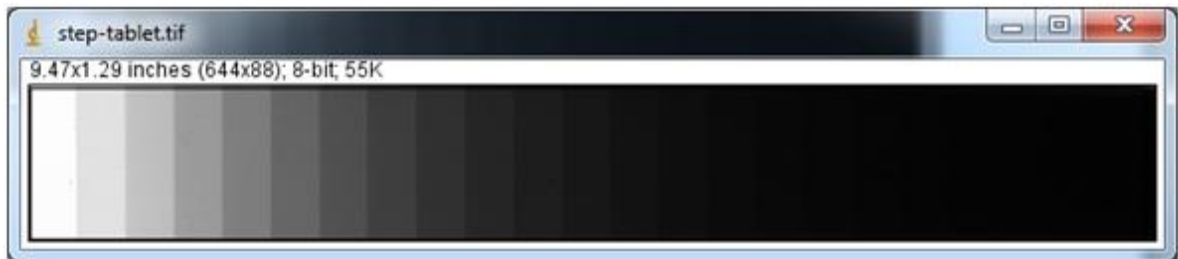 step-tablet.tif
9.47x1.29 inches (644x88); 8-bit; 55K